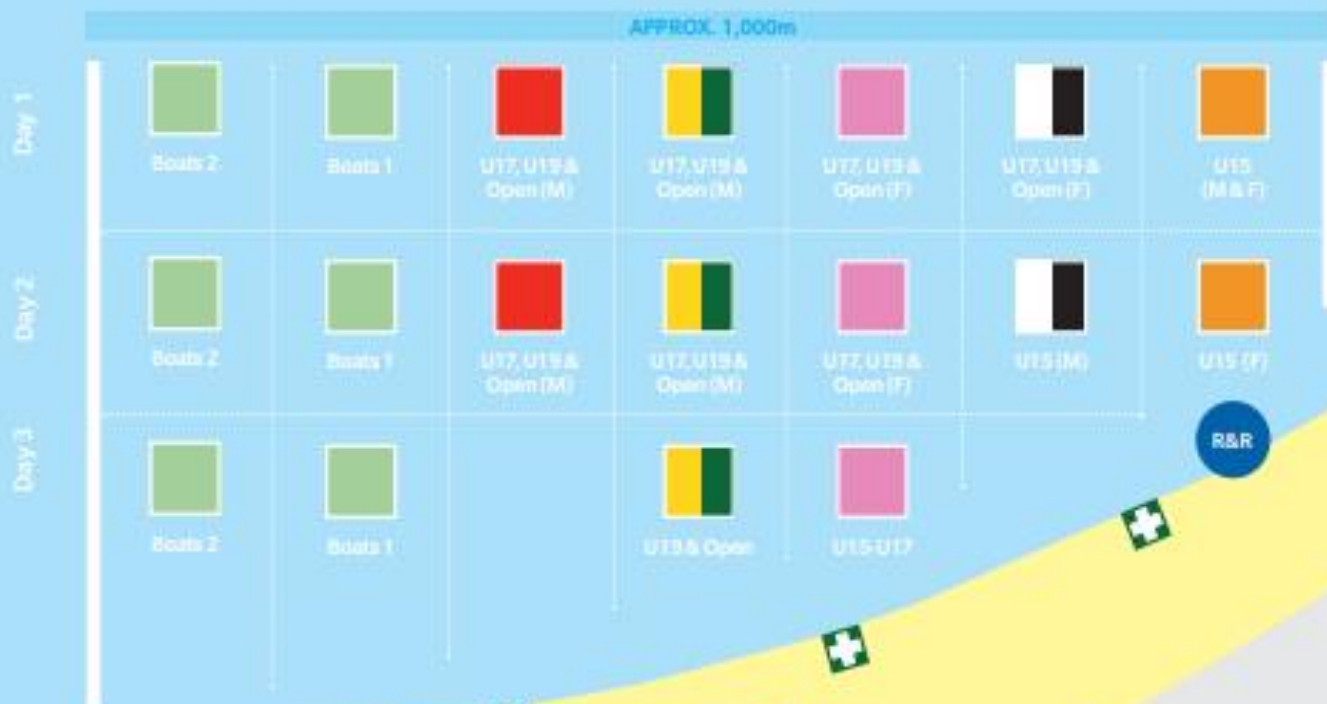 APPROX. 1,000m
Day 1
Boats 2
Boats 1
U17, U19 &
Open (M)
U17, U19 &
Open (M)
U17, U19 &
Open (F)
U17, U19 &
Open (F)
U15
(M & F)
Day 2
Boats 2
Boats 1
U17, U19 &
Open (M)
U17, U19 &
Open (M)
U17, U19 &
Open (F)
U15 (M)
U15 (F)
Day 3
Boats 2
Boats 1
U19 & Open
U15-U17
R&R